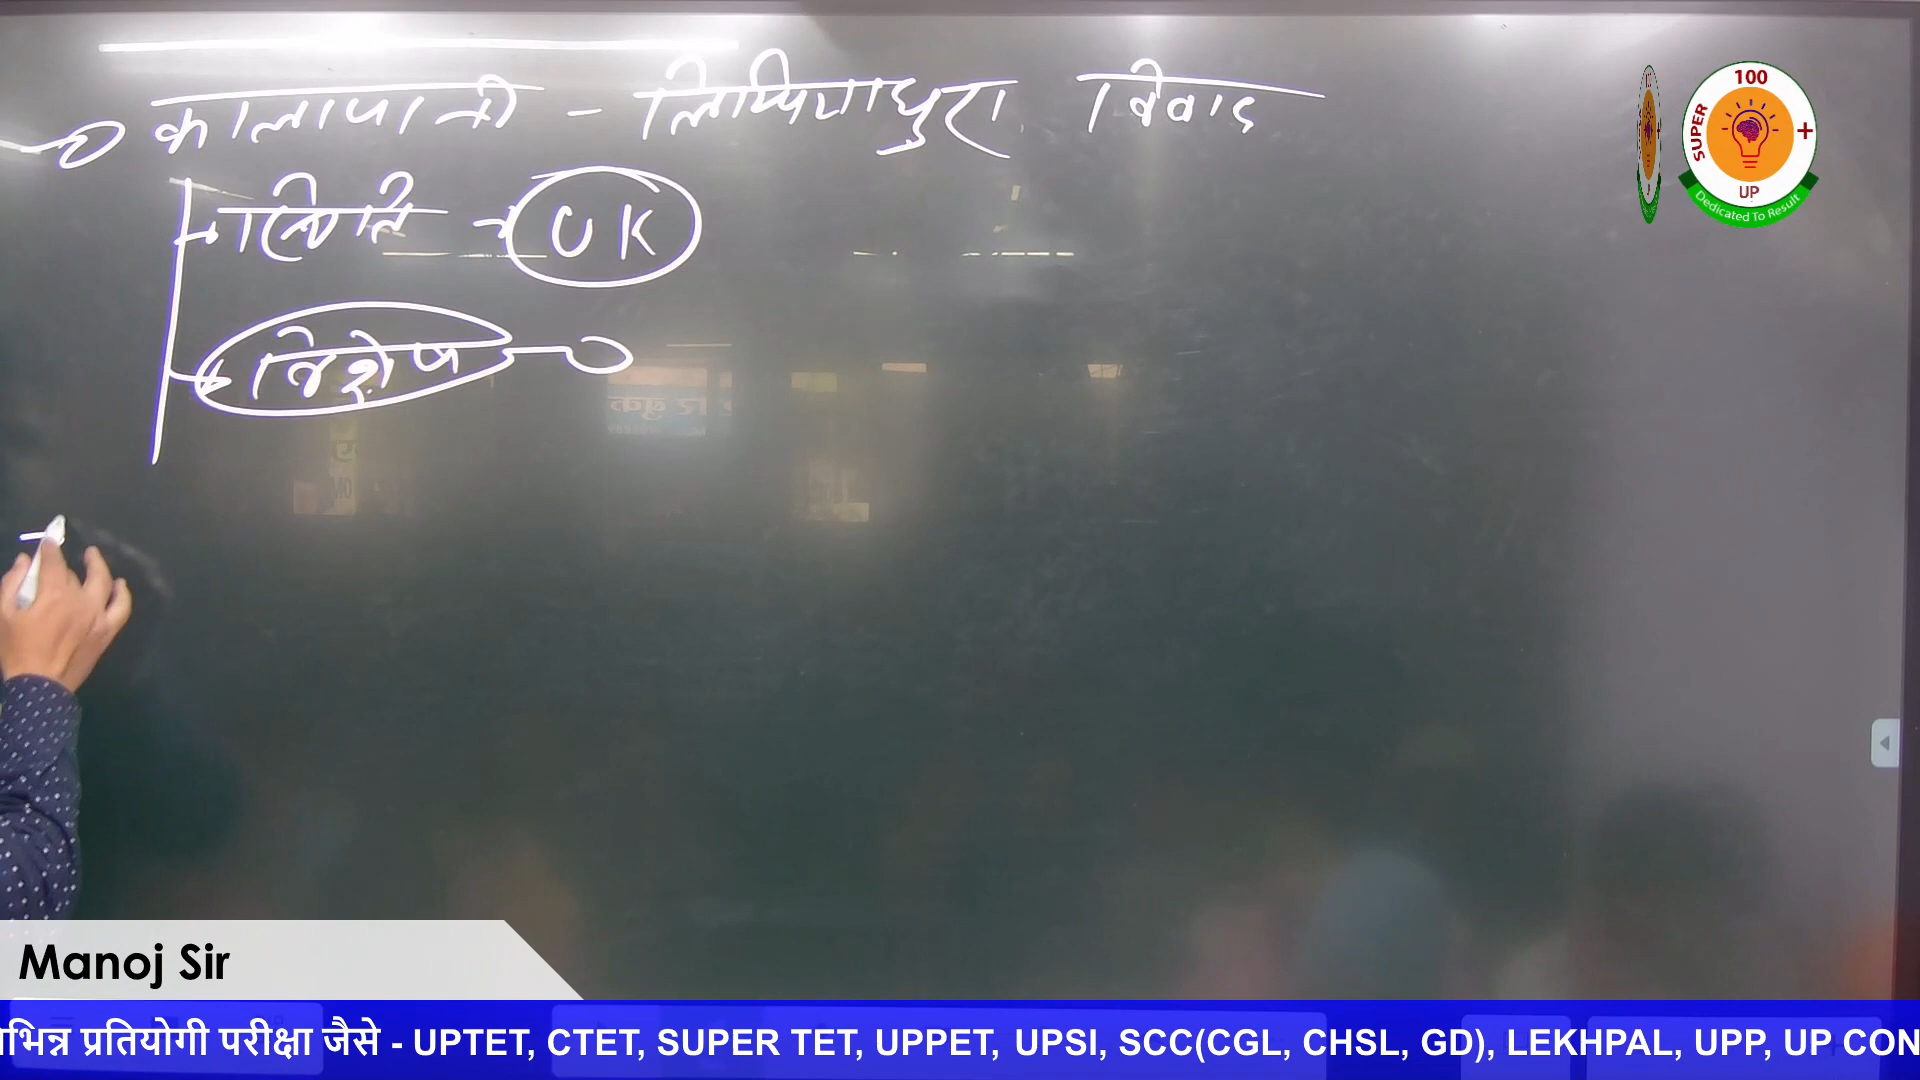 कालापानी - लिम्पियाधुरा विवाद
स्थिति → UK
विशेष
100
SUPER
+
UP
Dedicated To Result
Manoj Sir
प्रतियोगी परीक्षा जैसे - UPTET, CTET, SUPER TET, UPPET, UPSI, SCC(CGL, CHSL, GD), LEKHPAL, UPP, UP CON